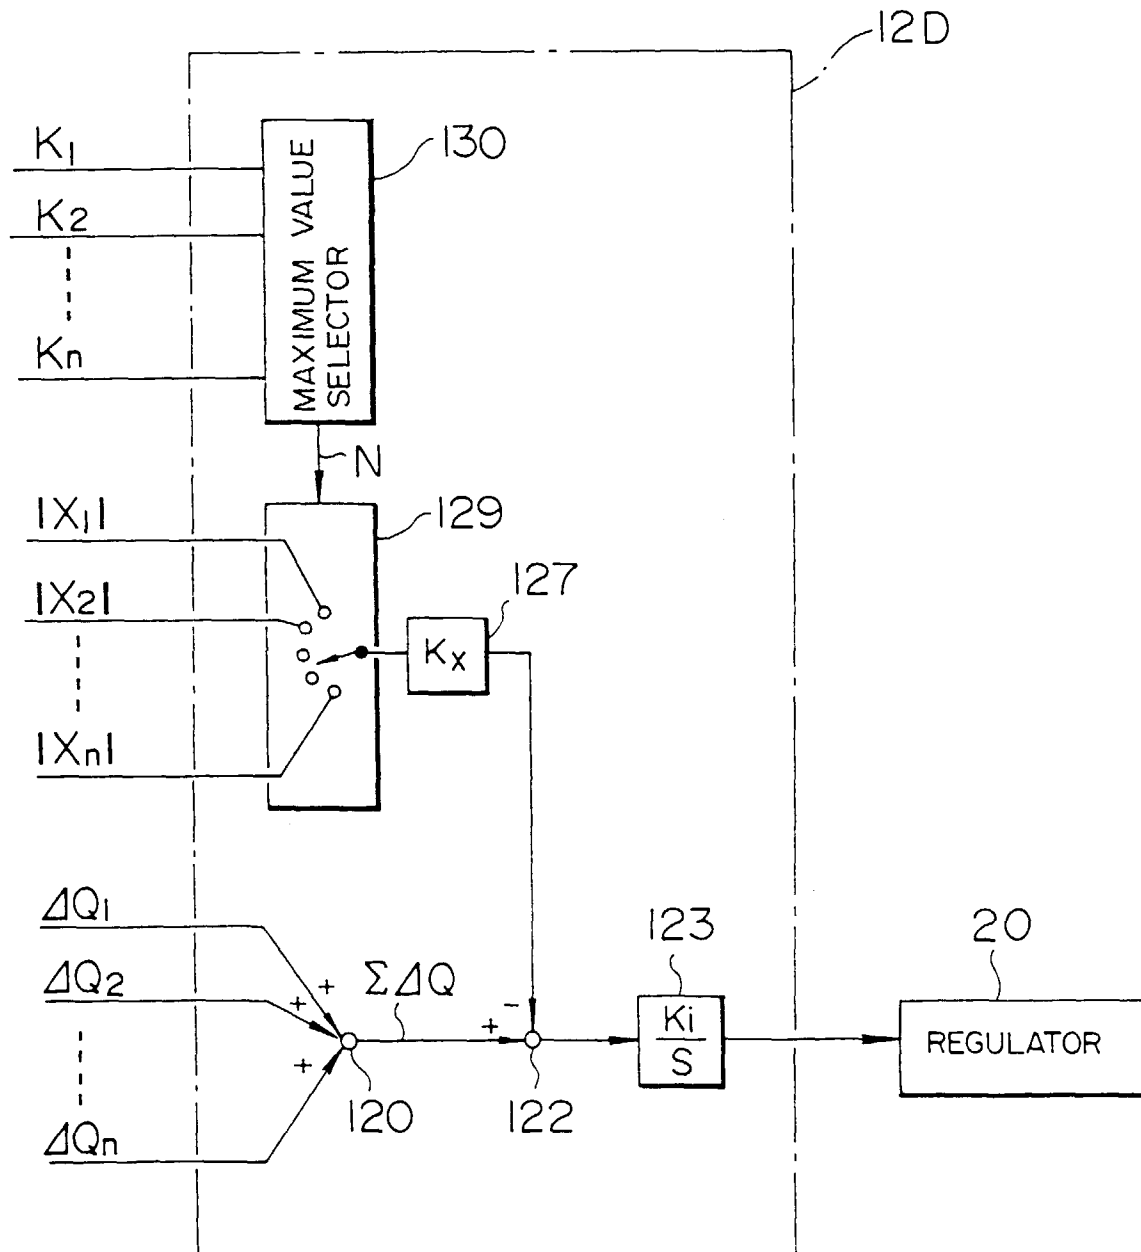 12D
K1
130
K2
Kn
MAXIMUM VALUE
SELECTOR
N
|X1|
129
|X2|
127
Kx
|Xn|
ΔQ1
123
20
ΔQ2
+
+
ΣΔQ
-
+
Ki
S
REGULATOR
+
120
122
ΔQn